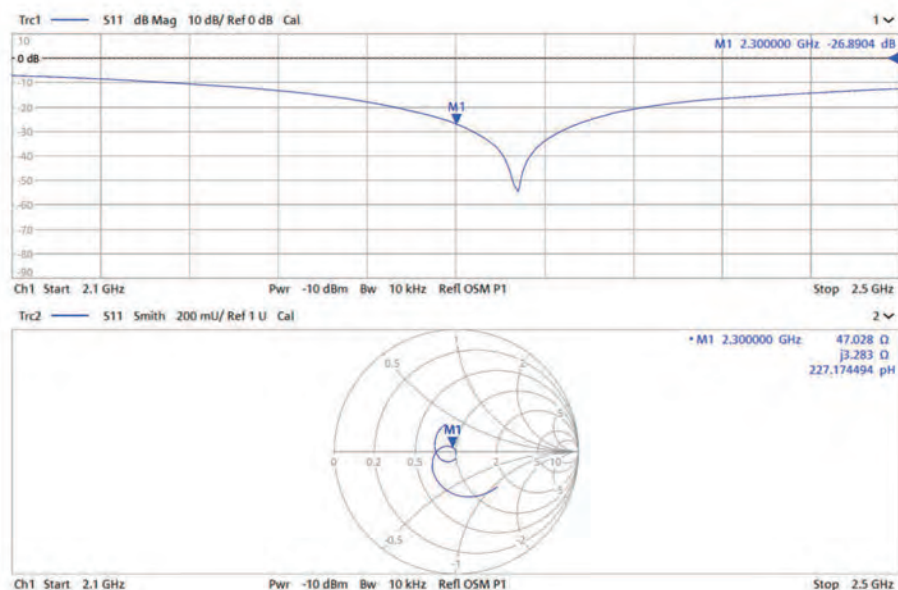 Trc1 S11 dB Mag 10 dB/ Ref 0 dB Cal 1
10
M1 2.300000 GHz -26.8904 dB
0 dB
-10
-20
M1
-30
-40
-50
-60
-70
-80
-90
Ch1 Start 2.1 GHz Pwr -10 dBm Bw 10 kHz Refl OSM P1 Stop 2.5 GHz
Trc2 S11 Smith 200 mU/ Ref 1 U Cal 2
• M1 2.300000 GHz 47.028 Ω
j3.283 Ω
227.174494 pH
1
0.5 2
5
M1
0 0.2 0.5 1 2 5 10
-5
-0.5 -2
-1
Ch1 Start 2.1 GHz Pwr -10 dBm Bw 10 kHz Refl OSM P1 Stop 2.5 GHz